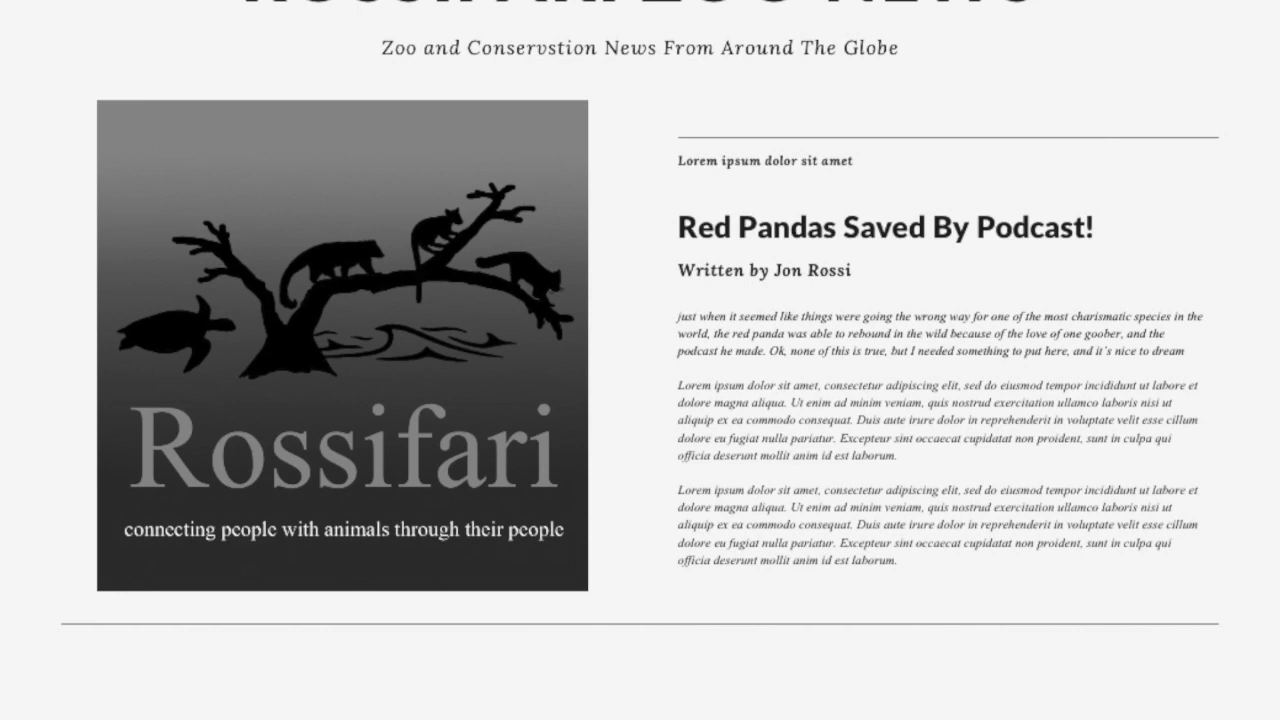 Zoo and Conservstion News From Around The Globe
Lorem ipsum dolor sit amet
Red Pandas Saved By Podcast!
Written by Jon Rossi
just when it seemed like things were going the wrong way for one of the most charismatic species in the
world, the red panda was able to rebound in the wild because of the love of one goober, and the
podcast he made. Ok, none of this is true, but I needed something to put here, and it's nice to dream
Lorem ipsum dolor sit amet, consectetur adipiscing elit, sed do eiusmod tempor incididunt ut labore et
dolore magna aliqua. Ut enim ad minim veniam, quis nostrud exercitation ullamco laboris nisi ut
aliquip ex ea commodo consequat. Duis aute irure dolor in reprehenderit in voluptate velit esse cillum
dolore eu fugiat nulla pariatur. Excepteur sint occaecat cupidatat non proident, sunt in culpa qui
officia deserunt mollit anim id est laborum.
Lorem ipsum dolor sit amet, consectetur adipiscing elit, sed do eiusmod tempor incididunt ut labore et
dolore magna aliqua. Ut enim ad minim veniam, quis nostrud exercitation ullamco laboris nisi ut
aliquip ex ea commodo consequat. Duis aute irure dolor in reprehenderit in voluptate velit esse cillum
dolore eu fugiat nulla pariatur. Excepteur sint occaecat cupidatat non proident, sunt in culpa qui
officia deserunt mollit anim id est laborum.
Rossifari
connecting people with animals through their people